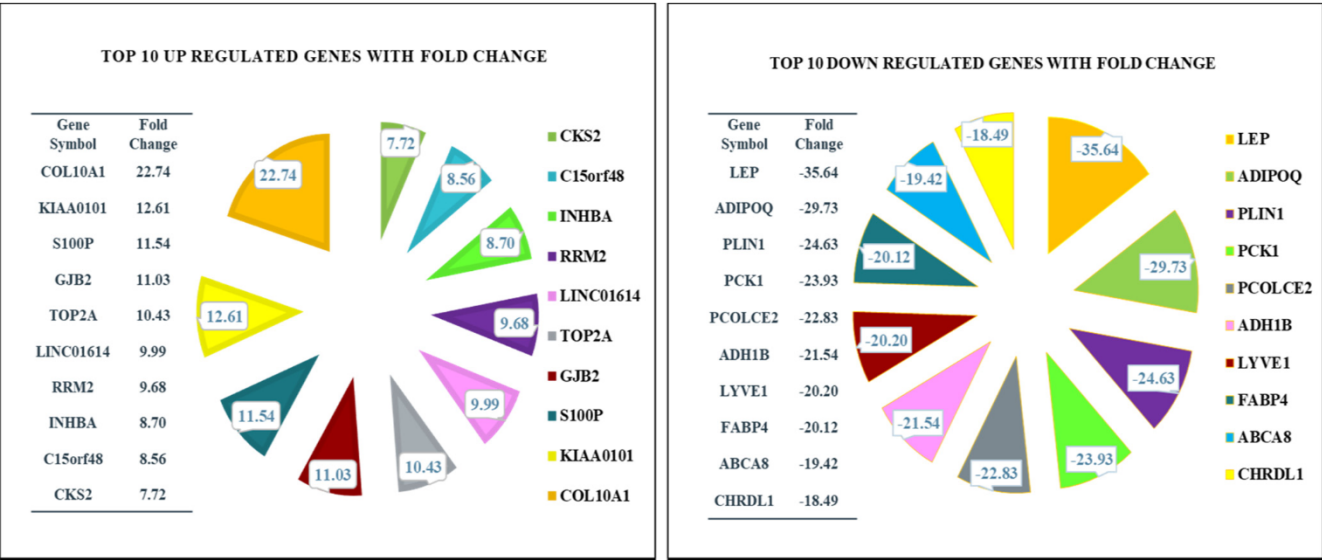 TOP 10 UP REGULATED GENES WITH FOLD CHANGE
Gene Symbol Fold Change
COL10A1 22.74
KIAA0101 12.61
S100P 11.54
GJB2 11.03
TOP2A 10.43
LINC01614 9.99
RRM2 9.68
INHBA 8.70
C15orf48 8.56
CKS2 7.72
7.72
8.56
8.70
9.68
9.99
10.43
11.03
11.54
12.61
22.74
CKS2
C15orf48
INHBA
RRM2
LINC01614
TOP2A
GJB2
S100P
KIAA0101
COL10A1
TOP 10 DOWN REGULATED GENES WITH FOLD CHANGE
Gene Symbol Fold Change
LEP -35.64
ADIPOQ -29.73
PLIN1 -24.63
PCK1 -23.93
PCOLCE2 -22.83
ADH1B -21.54
LYVE1 -20.20
FABP4 -20.12
ABCA8 -19.42
CHRDL1 -18.49
-35.64
-29.73
-24.63
-23.93
-22.83
-21.54
-20.20
-20.12
-19.42
-18.49
LEP
ADIPOQ
PLIN1
PCK1
PCOLCE2
ADH1B
LYVE1
FABP4
ABCA8
CHRDL1